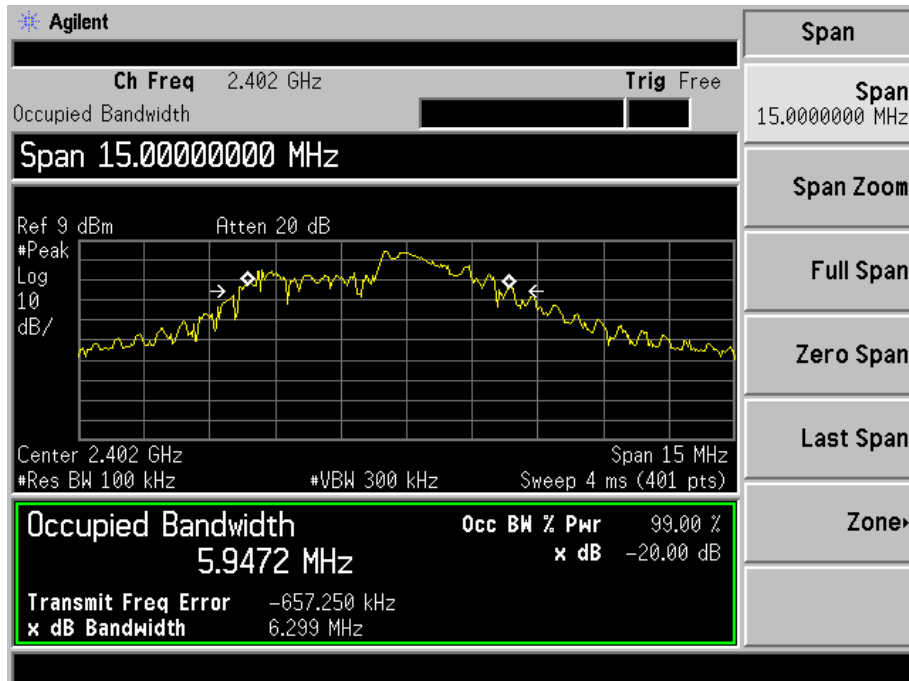 Agilent
Span
Ch Freq 2.402 GHz Trig Free
Occupied Bandwidth
Span
15.0000000 MHz
Span 15.00000000 MHz
Span Zoom
Ref 9 dBm Atten 20 dB
#Peak
Log
10
dB/
Full Span
Zero Span
Last Span
Center 2.402 GHz Span 15 MHz
#Res BW 100 kHz #VBW 300 kHz Sweep 4 ms (401 pts)
Zone
Occupied Bandwidth Occ BW % Pwr 99.00 %
5.9472 MHz x dB -20.00 dB
Transmit Freq Error -657.250 kHz
x dB Bandwidth 6.299 MHz